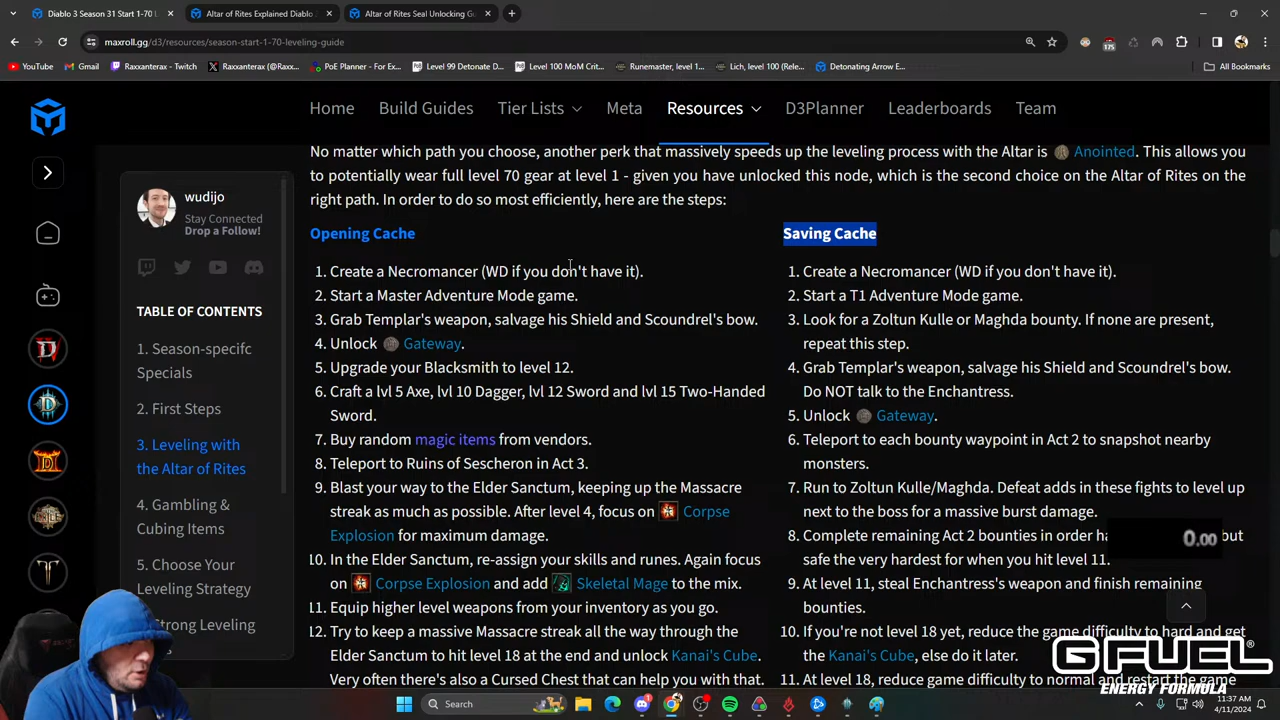 Diablo 3 Season 31 Start 1-70 L
Altar of Rites Explained Diablo
Altar of Rites Seal Unlocking Gu
maxroll.gg/d3/resources/season-start-1-70-leveling-guide
175
YouTube
Gmail
Raxxanterax - Twitch
Raxxanterax (@Raxx...
PoE Planner - For Ex...
Level 99 Detonate D...
Level 100 MoM Crit...
Runemaster, level 1...
Lich, level 100 (Rele...
Detonating Arrow E...
All Bookmarks
Home
Build Guides
Tier Lists
Meta
Resources
D3Planner
Leaderboards
Team
No matter which path you choose, another perk that massively speeds up the leveling process with the Altar is Anointed. This allows you
to potentially wear full level 70 gear at level 1 - given you have unlocked this node, which is the second choice on the Altar of Rites on the
right path. In order to do so most efficiently, here are the steps:
wudijo
Stay Connected
Drop a Follow!
TABLE OF CONTENTS
1. Season-specifc
Specials
2. First Steps
3. Leveling with
the Altar of Rites
4. Gambling &
Cubing Items
5. Choose Your
Leveling Strategy
Strong Leveling
Opening Cache
1. Create a Necromancer (WD if you don't have it).
2. Start a Master Adventure Mode game.
3. Grab Templar's weapon, salvage his Shield and Scoundrel's bow.
4. Unlock Gateway.
5. Upgrade your Blacksmith to level 12.
6. Craft a lvl 5 Axe, lvl 10 Dagger, lvl 12 Sword and lvl 15 Two-Handed
Sword.
7. Buy random magic items from vendors.
8. Teleport to Ruins of Sescheron in Act 3.
9. Blast your way to the Elder Sanctum, keeping up the Massacre
streak as much as possible. After level 4, focus on Corpse
Explosion for maximum damage.
10. In the Elder Sanctum, re-assign your skills and runes. Again focus
on Corpse Explosion and add Skeletal Mage to the mix.
11. Equip higher level weapons from your inventory as you go.
12. Try to keep a massive Massacre streak all the way through the
Elder Santum to hit level 18 at the end and unlock Kanai's Cube.
Very often there's also a Cursed Chest that can help you with that.
Saving Cache
1. Create a Necromancer (WD if you don't have it).
2. Start a T1 Adventure Mode game.
3. Look for a Zoltun Kulle or Maghda bounty. If none are present,
repeat this step.
4. Grab Templar's weapon, salvage his Shield and Scoundrel's bow.
Do NOT talk to the Enchantress.
5. Unlock Gateway.
6. Teleport to each bounty waypoint in Act 2 to snapshot nearby
monsters.
7. Run to Zoltun Kulle/Maghda. Defeat adds in these fights to level up
next to the boss for a massive burst damage.
8. Complete remaining Act 2 bounties in order ha but
safe the very hardest for when you hit level 11.
9. At level 11, steal Enchantress's weapon and finish remaining
bounties.
10. If you're not level 18 yet, reduce the game difficulty to hard and get
the Kanai's Cube, else do it later.
11. At level 18, reduce game difficulty to normal and restart the game
0.00
G FUEL
ENERGY FORMULA
Search
11:37 AM
4/11/2024